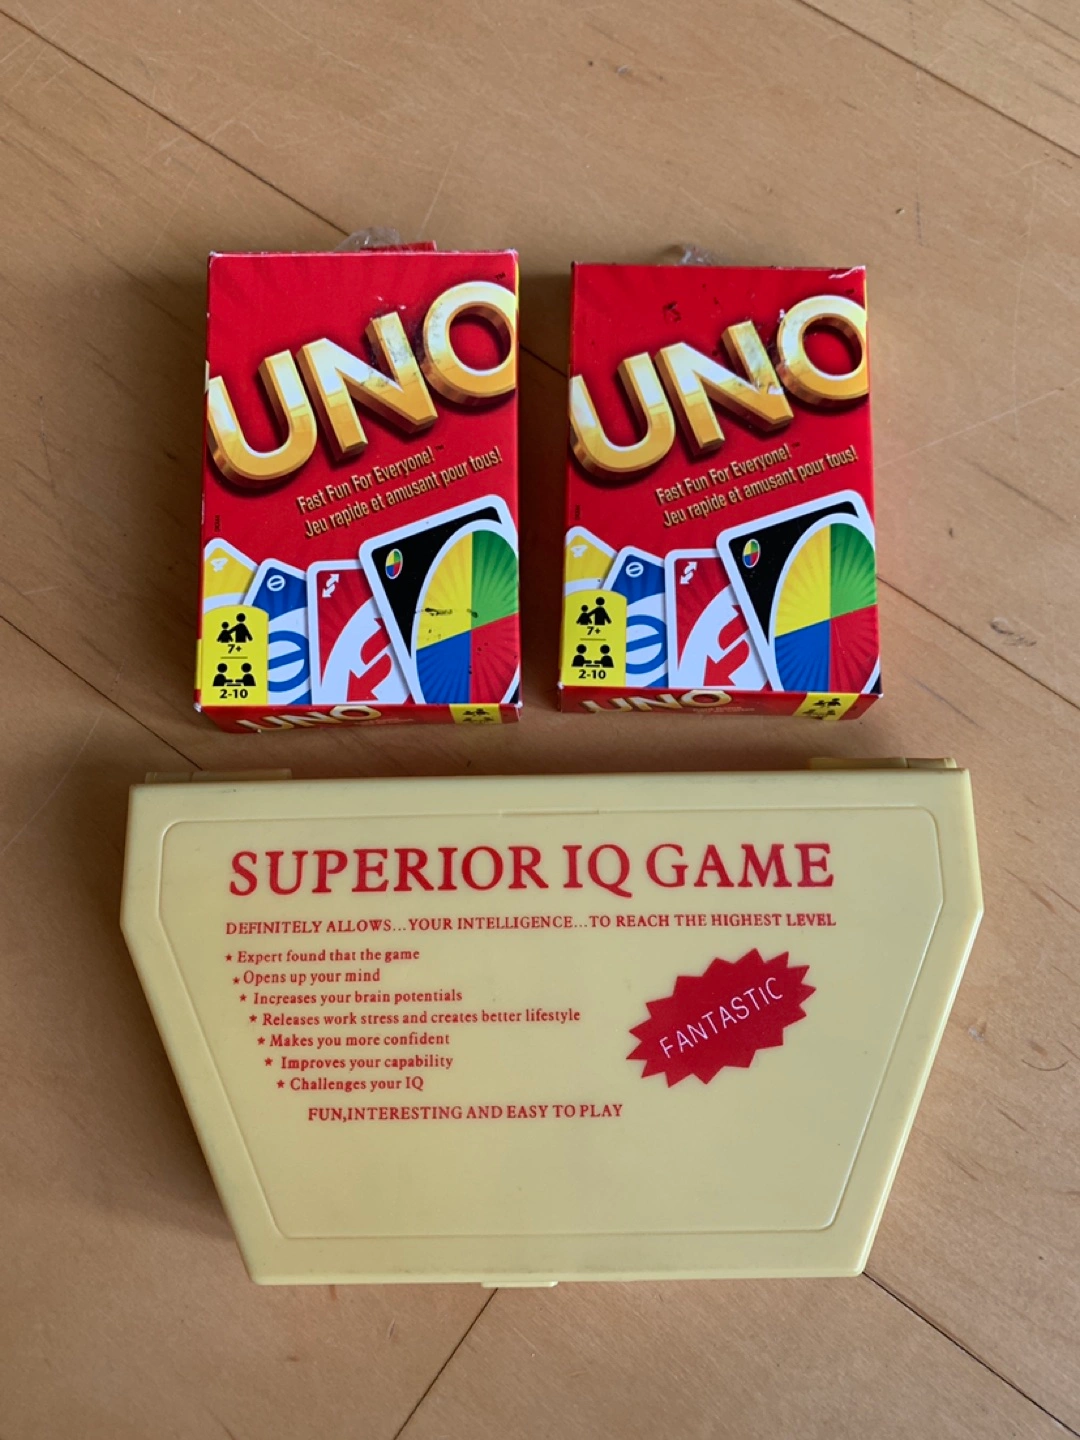 UNO™
Fast Fun For Everyone!™
Jeu rapide et amusant pour tous!
4
7+
2-10
UNO
UNO
Fast Fun For Everyone!™
Jeu rapide et amusant pour tous!
7+
2-10
UNO
SUPERIOR IQ GAME
DEFINITELY ALLOWS...YOUR INTELLIGENCE...TO REACH THE HIGHEST LEVEL
★ Expert found that the game
★ Opens up your mind
★ Increases your brain potentials
★ Releases work stress and creates better lifestyle
★ Makes you more confident
★ Improves your capability
★ Challenges your IQ
FUN,INTERESTING AND EASY TO PLAY
FANTASTIC